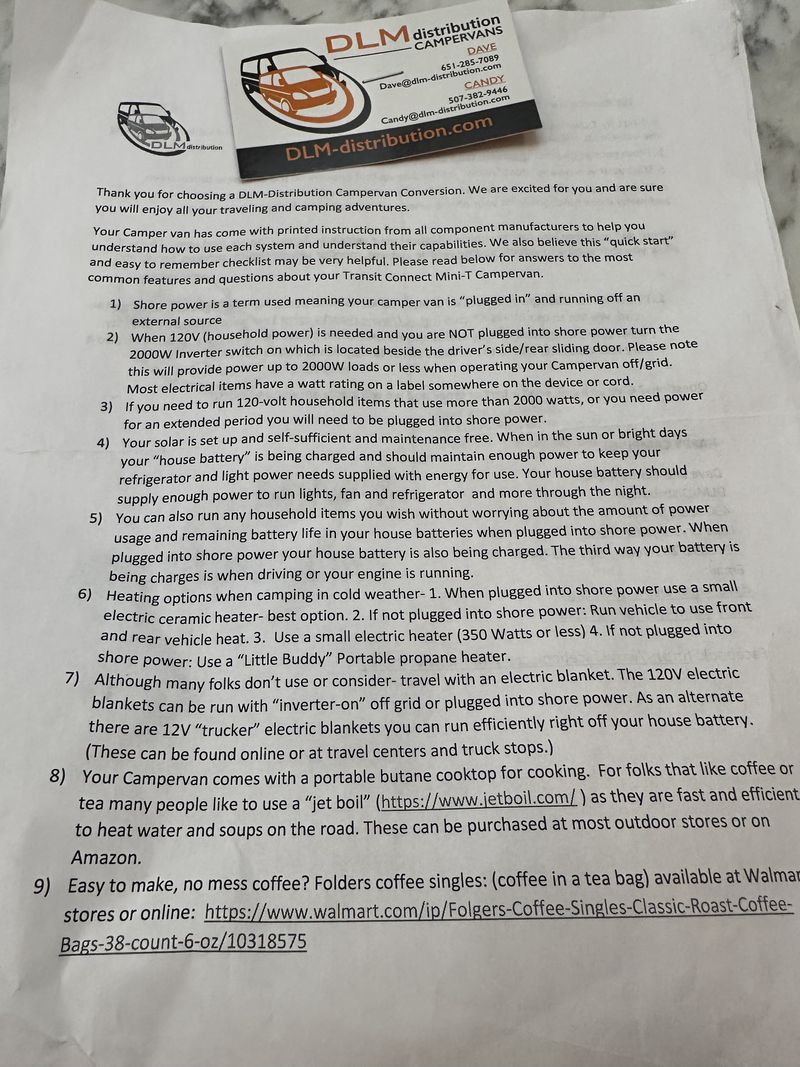 DLM distribution
CAMPERVANS
DAVE
651-285-7089
Dave@dlm-distribution.com
CANDY
507-382-9446
Candy@dlm-distribution.com
DLM-distribution.com
DLM distribution
Thank you for choosing a DLM-Distribution Campervan Conversion. We are excited for you and are sure
you will enjoy all your traveling and camping adventures.
Your Camper van has come with printed instruction from all component manufacturers to help you
understand how to use each system and understand their capabilities. We also believe this "quick start"
and easy to remember checklist may be very helpful. Please read below for answers to the most
common features and questions about your Transit Connect Mini-T Campervan.
1) Shore power is a term used meaning your camper van is "plugged in" and running off an
external source
2) When 120V (household power) is needed and you are NOT plugged into shore power turn the
2000W Inverter switch on which is located beside the driver's side/rear sliding door. Please note
this will provide power up to 2000W loads or less when operating your Campervan off/grid.
Most electrical items have a watt rating on a label somewhere on the device or cord.
3) If you need to run 120-volt household items that use more than 2000 watts, or you need power
for an extended period you will need to be plugged into shore power.
4) Your solar is set up and self-sufficient and maintenance free. When in the sun or bright days
your "house battery" is being charged and should maintain enough power to keep your
refrigerator and light power needs supplied with energy for use. Your house battery should
supply enough power to run lights, fan and refrigerator and more through the night.
5) You can also run any household items you wish without worrying about the amount of power
usage and remaining battery life in your house batteries when plugged into shore power. When
plugged into shore power your house battery is also being charged. The third way your battery is
being charges is when driving or your engine is running.
6) Heating options when camping in cold weather- 1. When plugged into shore power use a small
electric ceramic heater- best option. 2. If not plugged into shore power: Run vehicle to use front
and rear vehicle heat. 3. Use a small electric heater (350 Watts or less) 4. If not plugged into
shore power: Use a "Little Buddy" Portable propane heater.
7) Although many folks don't use or consider- travel with an electric blanket. The 120V electric
blankets can be run with "inverter-on" off grid or plugged into shore power. As an alternate
there are 12V "trucker" electric blankets you can run efficiently right off your house battery.
(These can be found online or at travel centers and truck stops.)
8) Your Campervan comes with a portable butane cooktop for cooking. For folks that like coffee or
tea many people like to use a "jet boil" (https://www.jetboil.com/ ) as they are fast and efficient
to heat water and soups on the road. These can be purchased at most outdoor stores or on
Amazon.
9) Easy to make, no mess coffee? Folders coffee singles: (coffee in a tea bag) available at Walmar
stores or online: https://www.walmart.com/ip/Folgers-Coffee-Singles-Classic-Roast-Coffee-
Bags-38-count-6-oz/10318575